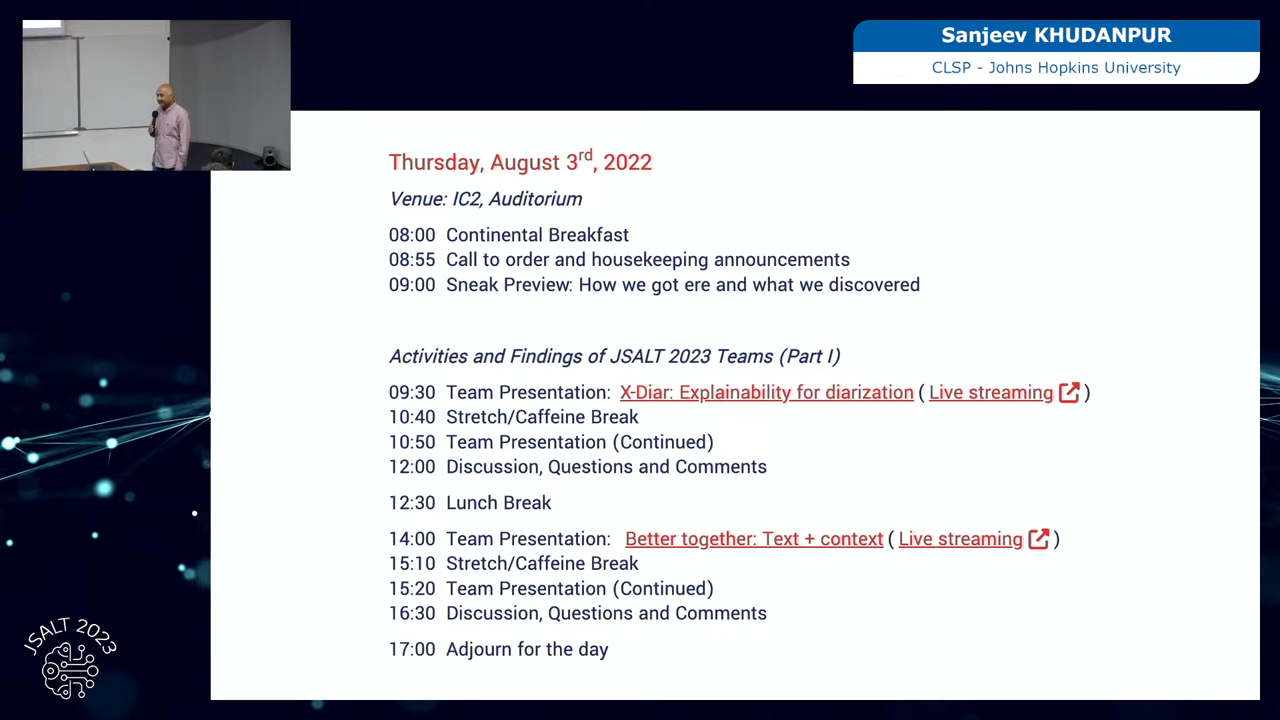 Sanjeev KHUDANPUR
CLSP - Johns Hopkins University
Thursday, August 3rd, 2022
Venue: IC2, Auditorium
08:00 Continental Breakfast
08:55 Call to order and housekeeping announcements
09:00 Sneak Preview: How we got ere and what we discovered
Activities and Findings of JSALT 2023 Teams (Part I)
09:30 Team Presentation: X-Diar: Explainability for diarization ( Live streaming )
10:40 Stretch/Caffeine Break
10:50 Team Presentation (Continued)
12:00 Discussion, Questions and Comments
12:30 Lunch Break
14:00 Team Presentation: Better together: Text + context ( Live streaming )
15:10 Stretch/Caffeine Break
15:20 Team Presentation (Continued)
16:30 Discussion, Questions and Comments
17:00 Adjourn for the day
JSALT 2023